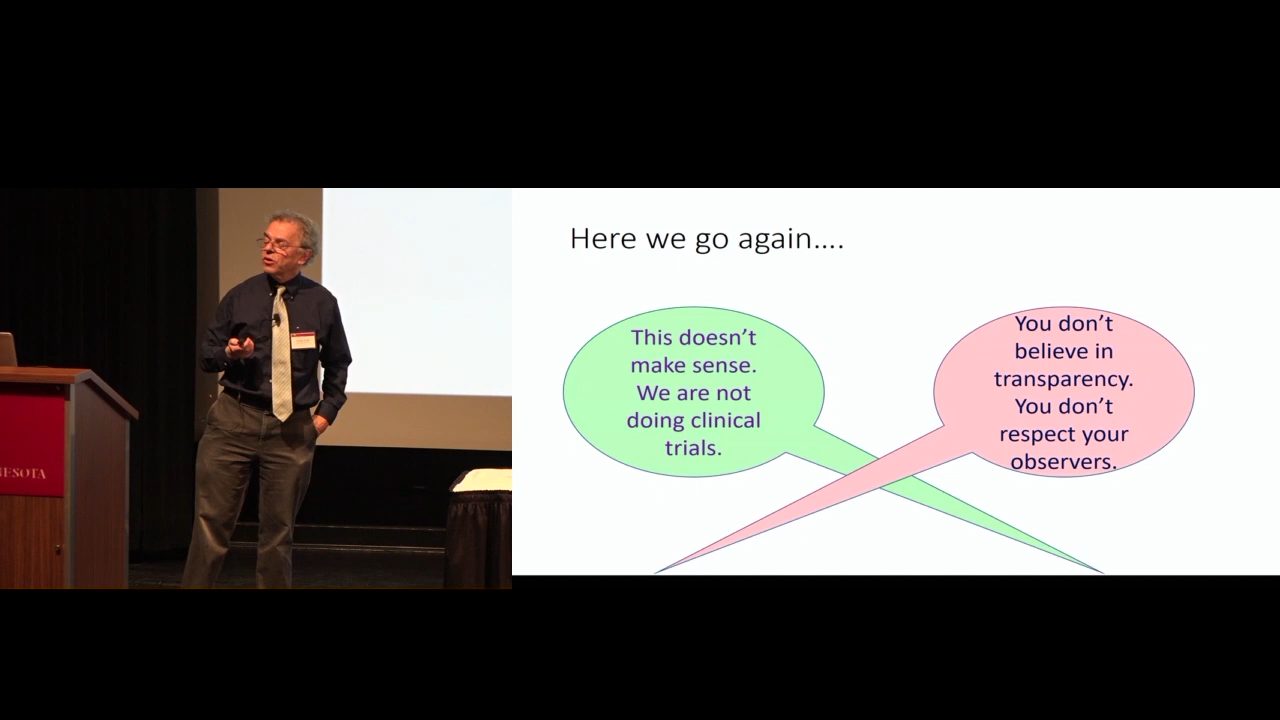 NESOTA
Here we go again....
This doesn't
make sense.
We are not
doing clinical
trials.
You don't
believe in
transparency.
You don't
respect your
observers.